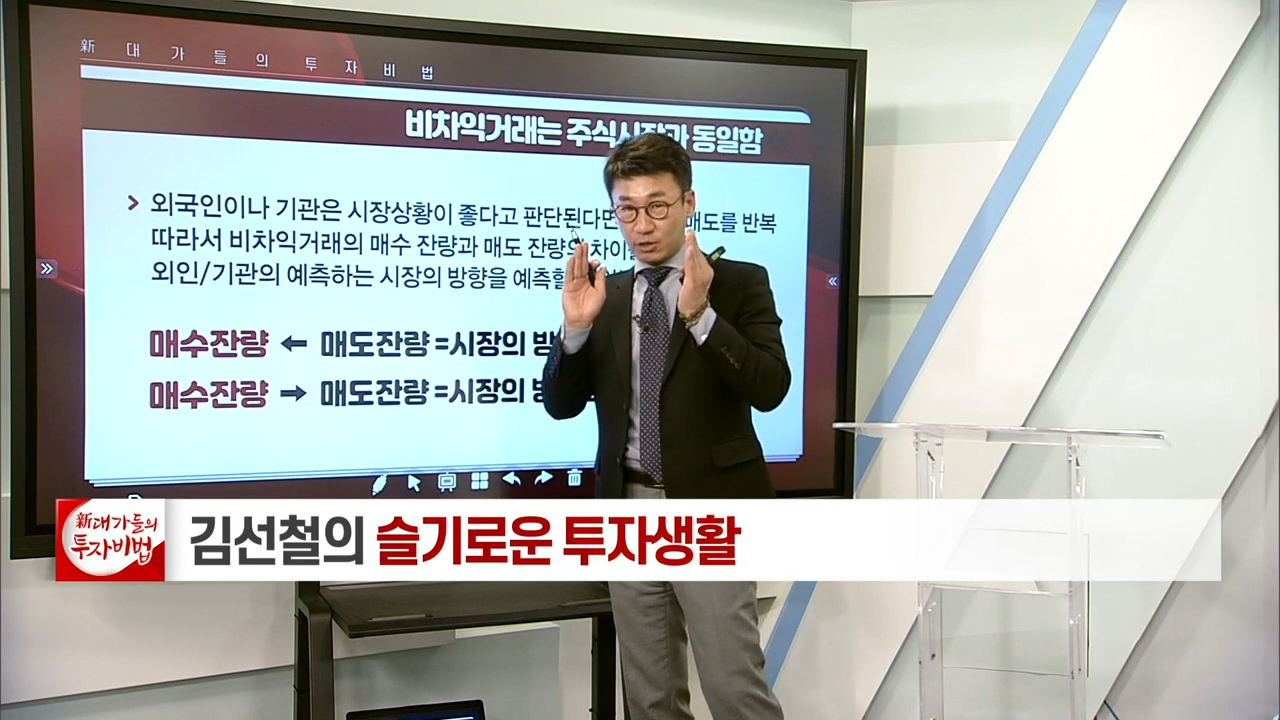 新 대 가 들 의 투 자 비 법
비차익거래는 주식시장과 동일함
외국인이나 기관은 시장상황이 좋다고 판단된다면 매도를 반복
따라서 비차익거래의 매수 잔량과 매도 잔량의 차이
외인/기관의 예측하는 시장의 방향을 예측할
매수잔량 ← 매도잔량 =시장의
매수잔량 → 매도잔량 =시장의
新대가들의
투자비법
김선철의 슬기로운 투자생활